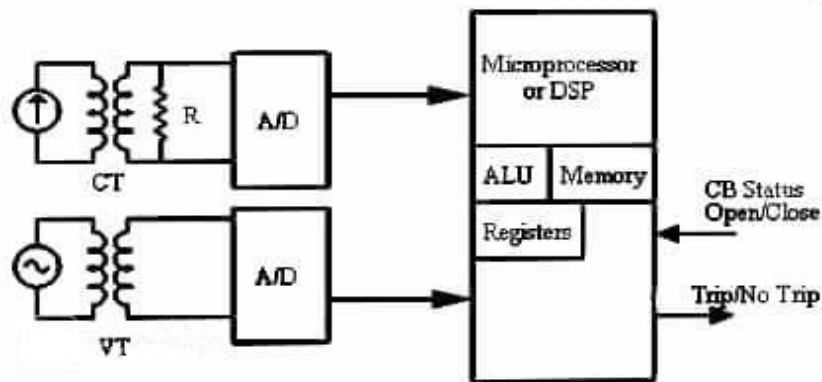 Microprocessor
or DSP
R
A/D
CT
ALU
Memory
CB Status
Open/Close
Registers
A/D
Trip/No Trip
VT